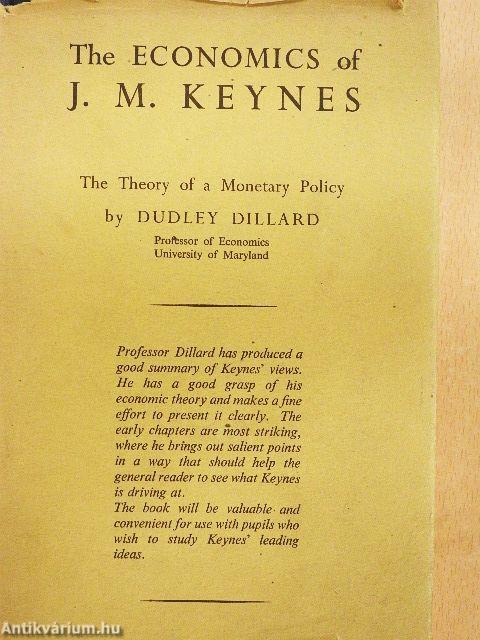 The ECONOMICS of
J. M. KEYNES
The Theory of a Monetary Policy
by DUDLEY DILLARD
Professor of Economics
University of Maryland
Professor Dillard has produced a
good summary of Keynes' views.
He has a good grasp of his
economic theory and makes a fine
effort to present it clearly. The
early chapters are most striking,
where he brings out salient points
in a way that should help the
general reader to see what Keynes
is driving at.
The book will be valuable and
convenient for use with pupils who
wish to study Keynes' leading
ideas.
Antikvárium.hu